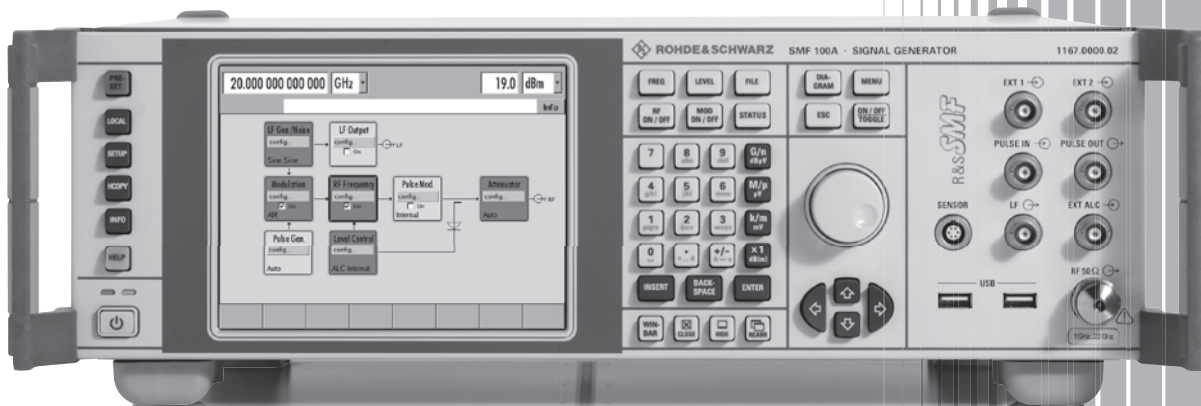 ROHDE&SCHWARZ SMF 100A · SIGNAL GENERATOR 1167.0000.02
PRE-
SET
LOCAL
SETUP
HCOPY
INFO
HELP
20.000 000 000 000 GHz 19.0 dBm
Info
LF Gen./Noise
config...
Sine Sine
LF Output
config...
On
LF
Modulation
config...
On
AM
RF Frequency
config...
On
Pulse Mod.
config...
On
Internal
Attenuator
config...
Auto
RF
Pulse Gen.
config...
Auto
Level Control
config...
ALC Internal
FREQ LEVEL FILE
RF
ON / OFF
MOD
ON / OFF
STATUS
DIA-
GRAM
MENU
ESC
ON / OFF
TOGGLE
7 8 9 G/n
dBµV
4 5 6 M/µ
µV
1 2 3 k/m
mV
0 . +/- ×1
dB(m)
INSERT
BACK-
SPACE
ENTER
WIN-
BAR
CLOSE
HIDE
REARR
R&S SMF
EXT 1 EXT 2
PULSE IN PULSE OUT
SENSOR LF EXT ALC
USB
RF 50 Ω